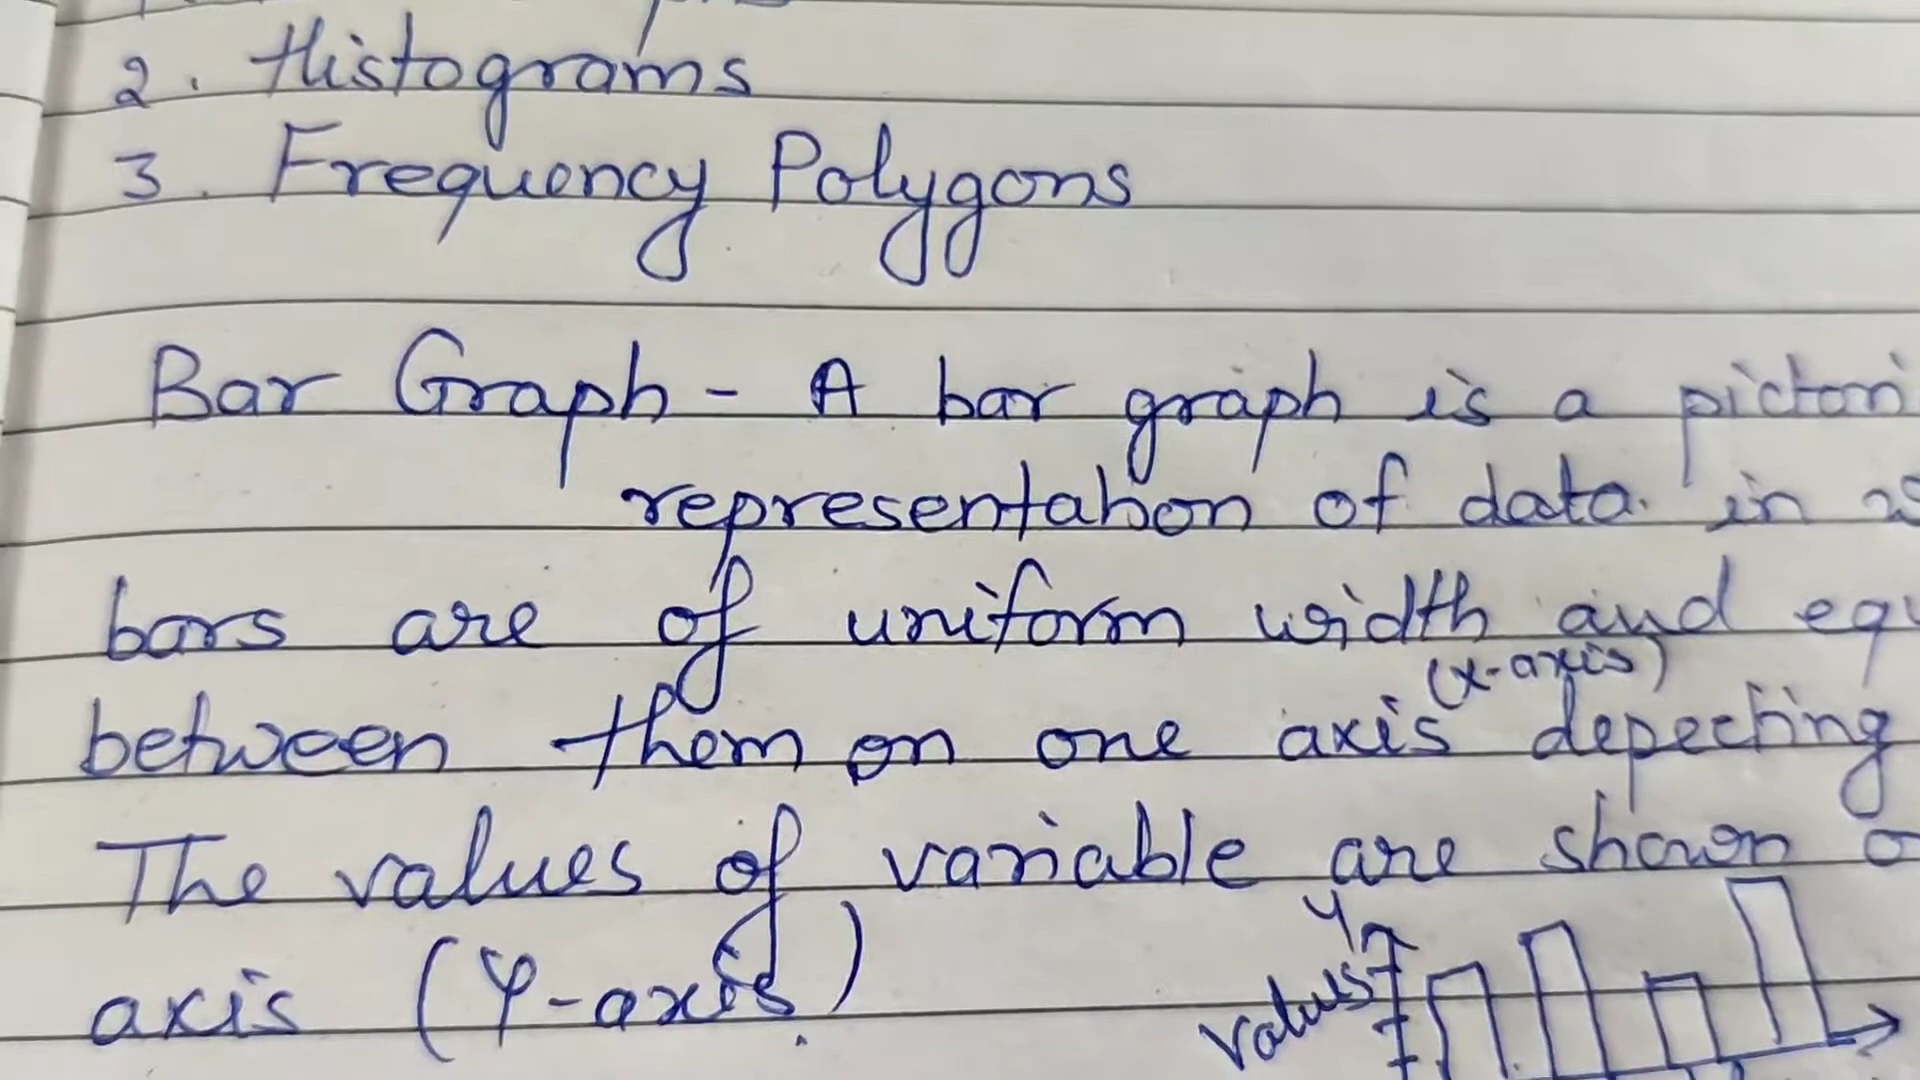 2. Histograms
3. Frequency Polygons
Bar Graph - A bar graph is a pictori
representation of data in
bars are of uniform width and equ
(x-axis)
between them on one axis depecting
The values of variable are shown o
axis (Y-axis)
Y
values